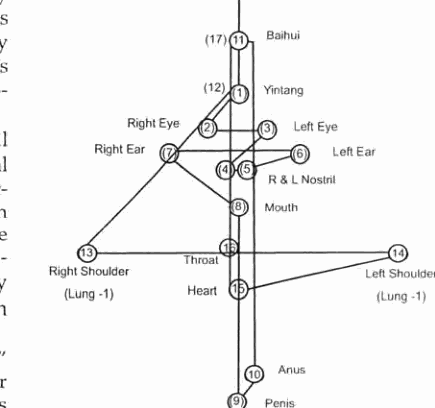 (17) 11 Baihui
(12) (1) Yintang
Right Eye (2) (3) Left Eye
Right Ear (7) (6) Left Ear
(4) (5) R & L Nostril
(8) Mouth
13 16 14
Throat
Right Shoulder Left Shoulder
Heart 15
(Lung -1) (Lung -1)
10 Anus
(9) Penis